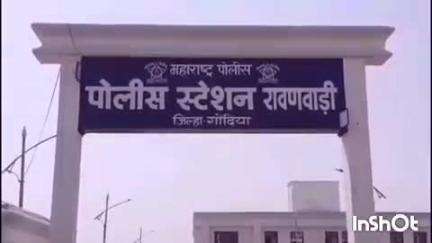 महाराष्ट्र पोलीस
पोलीस स्टेशन रावणवाड़ी
जिल्हा-गोंदिया
InShOt